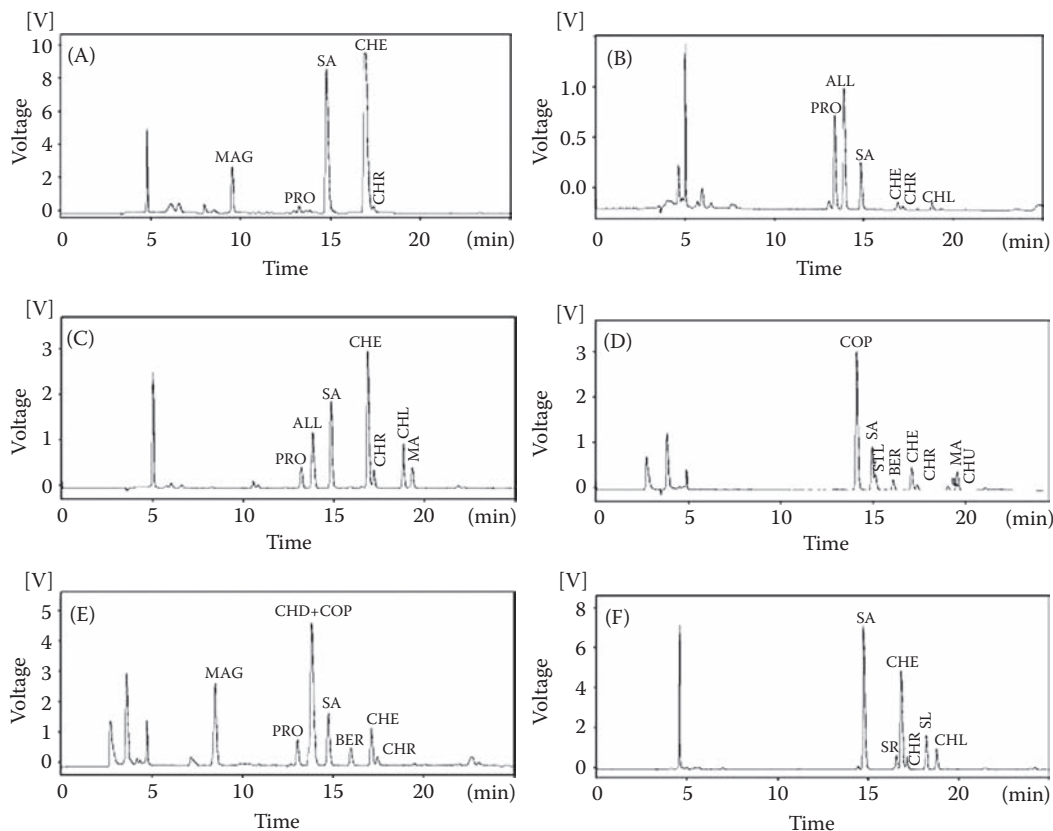 [V]
(A)
10
8
6
4
2
0
Voltage
MAG
PRO
SA
CHE
CHR
0
5
10
15
20
(min)
Time
[V]
(B)
1.0
0.5
0.0
Voltage
PRO
ALL
SA
CHE
CHR
CHL
0
5
10
15
20
(min)
Time
[V]
(C)
3
2
1
0
Voltage
PRO
ALL
SA
CHE
CHR
CHL
MA
0
5
10
15
20
(min)
Time
[V]
(D)
3
2
1
0
Voltage
COP
SA
STL
BER
CHE
CHR
MA
CHU
0
5
10
15
20
(min)
Time
[V]
(E)
5
4
3
2
1
0
Voltage
MAG
PRO
CHD+COP
SA
BER
CHE
CHR
0
5
10
15
20
(min)
Time
[V]
(F)
8
6
4
2
0
Voltage
SA
SR
CHE
CHR
SL
CHL
0
5
10
15
20
(min)
Time